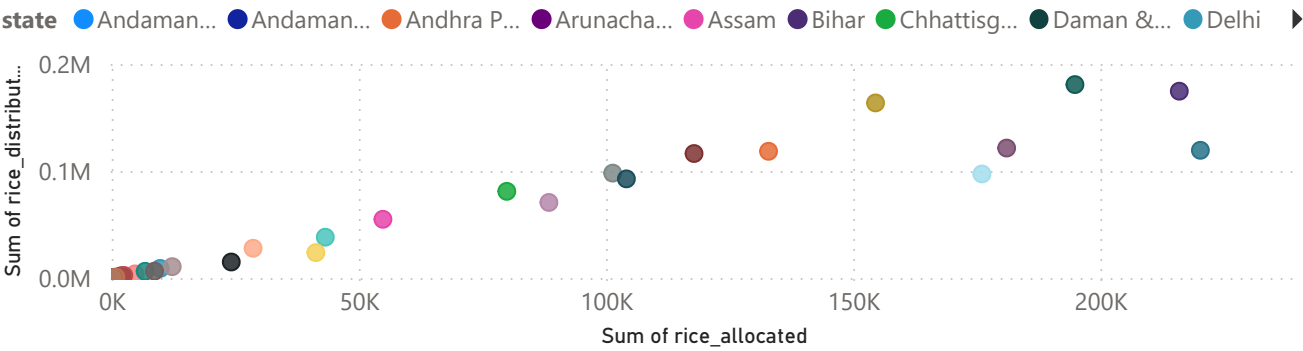 state Andaman... Andaman... Andhra P... Arunacha... Assam Bihar Chhattisg... Daman &... Delhi
Sum of rice_distribut...
0.2M
0.1M
0.0M
0K 50K 100K 150K 200K
Sum of rice_allocated